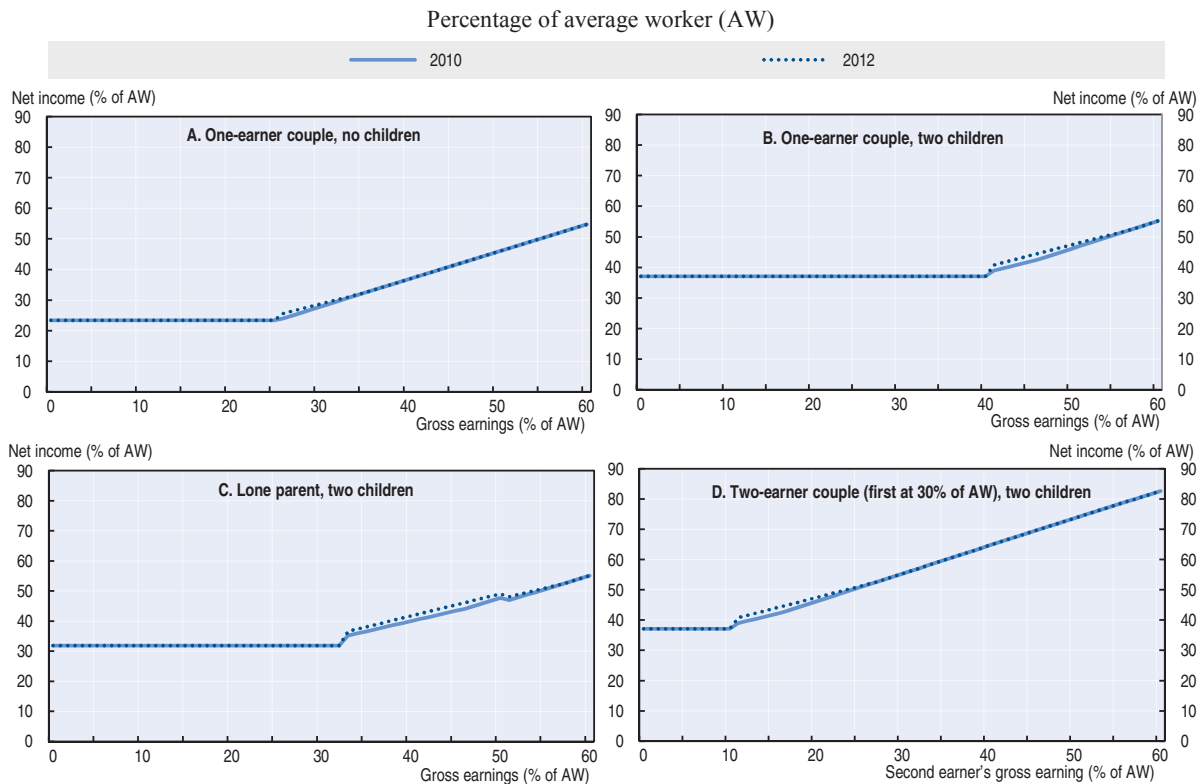 Percentage of average worker (AW)
2010 2012
Net income (% of AW)
A. One-earner couple, no children
90
80
70
60
50
40
30
20
10
0
0 10 20 30 40 50 60
Gross earnings (% of AW)
Net income (% of AW)
B. One-earner couple, two children
90 90
80 80
70 70
60 60
50 50
40 40
30 30
20 20
10 10
0 0
0 10 20 30 40 50 60
Gross earnings (% of AW)
Net income (% of AW)
C. Lone parent, two children
90
80
70
60
50
40
30
20
10
0
0 10 20 30 40 50 60
Gross earnings (% of AW)
Net income (% of AW)
D. Two-earner couple (first at 30% of AW), two children
90 90
80 80
70 70
60 60
50 50
40 40
30 30
20 20
10 10
0 0
0 10 20 30 40 50 60
Second earner's gross earning (% of AW)